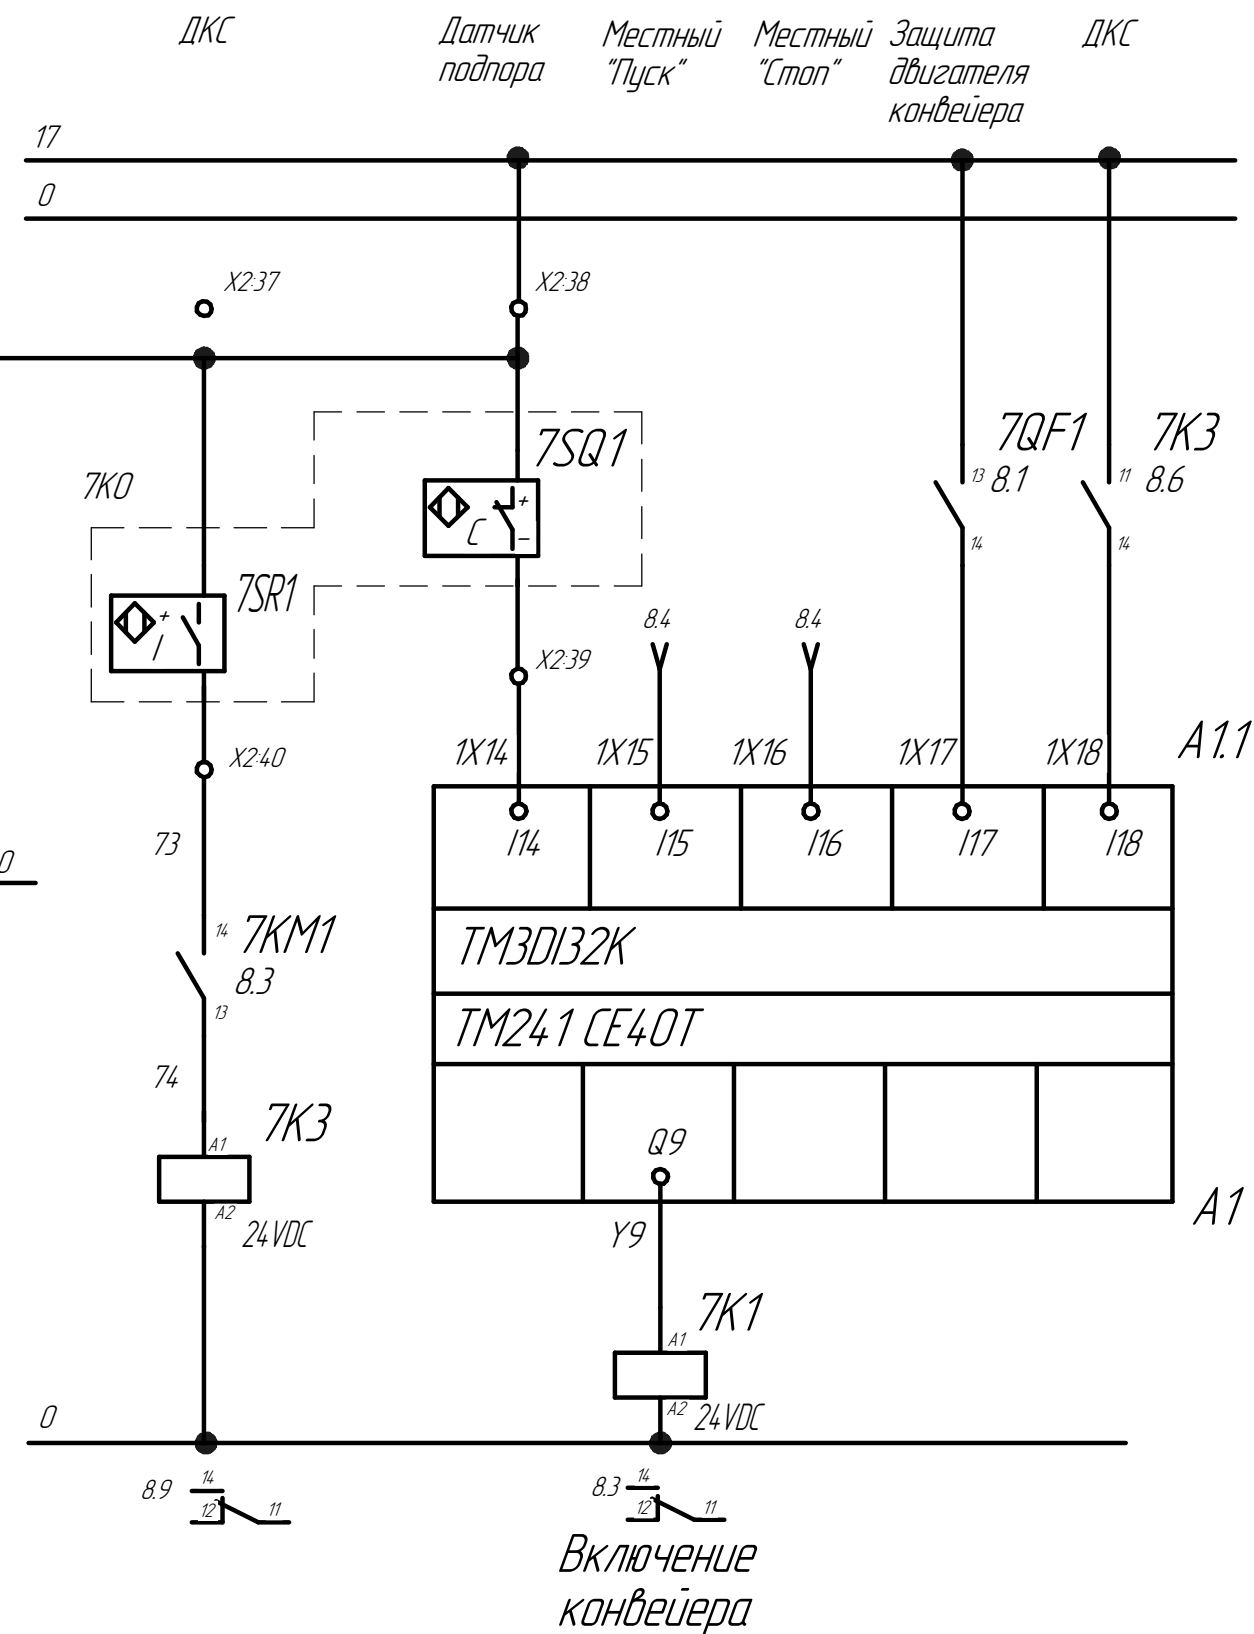 ДКС
Датчик
подпора
Местный
"Пуск"
Местный
"Стоп"
Защита
двигателя
конвейера
ДКС
17
0
X2:37
X2:38
7K0
7SQ1
+
C
–
7QF1
13 8.1
14
7K3
11 8.6
14
7SR1
+
I
8.4
8.4
X2:39
X2:40
1X14
1X15
1X16
1X17
1X18
A1.1
I14
I15
I16
I17
I18
73
0
14 7KM1
8.3
13
TM3DI32K
TM241 CE40T
74
7K3
A1
A2
24VDC
Q9
A1
Y9
7K1
A1
A2 24VDC
0
8.9
14
12
11
8.3
14
12
11
Включение
конвейера